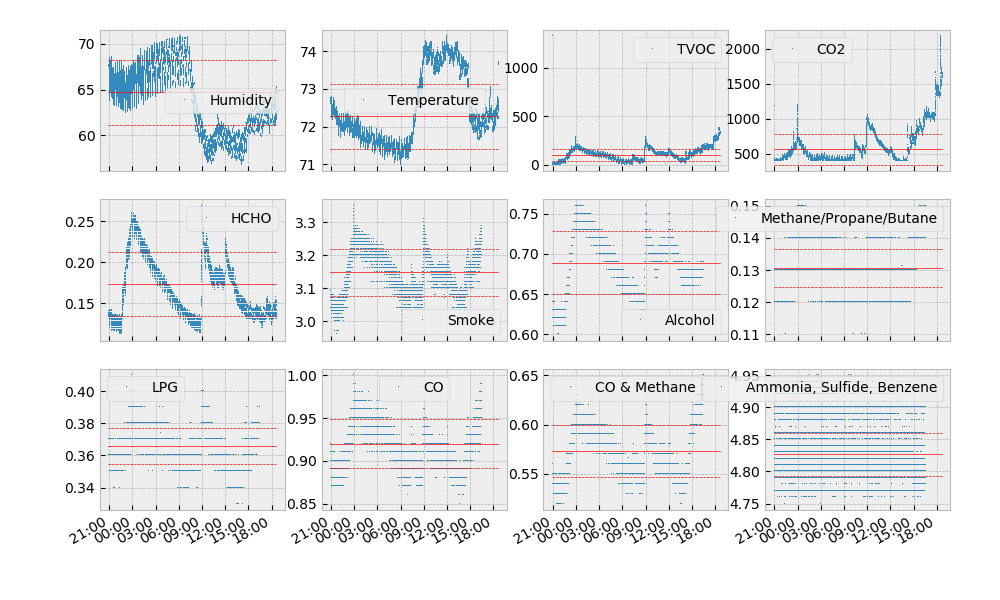 70
65
60
Humidity
74
73
72
71
Temperature
1000
500
0
TVOC
2000
1500
1000
500
CO2
0.25
0.20
0.15
HCHO
3.3
3.2
3.1
3.0
Smoke
0.75
0.70
0.65
0.60
Alcohol
0.15
0.14
0.13
0.12
0.11
Methane/Propane/Butane
0.40
0.38
0.36
0.34
LPG
1.00
0.95
0.90
0.85
CO
0.65
0.60
0.55
CO & Methane
4.95
4.90
4.85
4.80
4.75
Ammonia, Sulfide, Benzene
21:00 00:00 03:00 06:00 09:00 12:00 15:00 18:00
21:00 00:00 03:00 06:00 09:00 12:00 15:00 18:00
21:00 00:00 03:00 06:00 09:00 12:00 15:00 18:00
21:00 00:00 03:00 06:00 09:00 12:00 15:00 18:00